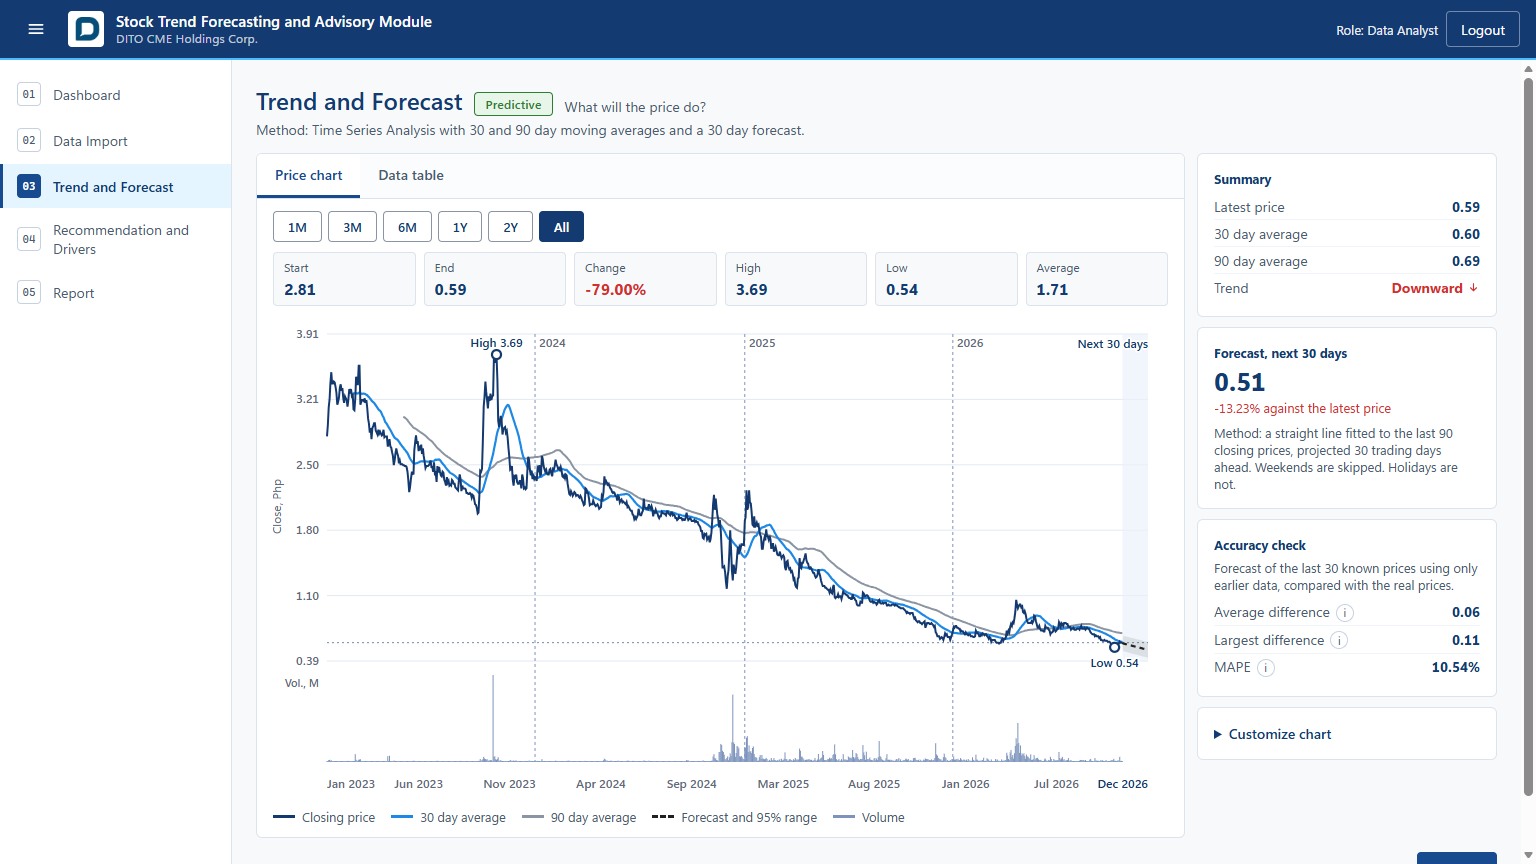 Stock Trend Forecasting and Advisory Module
DITO CME Holdings Corp.
Role: Data Analyst
Logout
01 Dashboard
02 Data Import
03 Trend and Forecast
04 Recommendation and
Drivers
05 Report
Trend and Forecast Predictive What will the price do?
Method: Time Series Analysis with 30 and 90 day moving averages and a 30 day forecast.
Price chart Data table
1M 3M 6M 1Y 2Y All
Start End Change High Low Average
2.81 0.59 -79.00% 3.69 0.54 1.71
3.91
High 3.69 2024 2025 2026 Next 30 days
3.21
2.50
Close, Php
1.80
1.10
0.39
Low 0.54
Vol., M
Jan 2023 Jun 2023 Nov 2023 Apr 2024 Sep 2024 Mar 2025 Aug 2025 Jan 2026 Jul 2026 Dec 2026
Closing price 30 day average 90 day average Forecast and 95% range Volume
Summary
Latest price 0.59
30 day average 0.60
90 day average 0.69
Trend Downward ↓
Forecast, next 30 days
0.51
-13.23% against the latest price
Method: a straight line fitted to the last 90
closing prices, projected 30 trading days
ahead. Weekends are skipped. Holidays are
not.
Accuracy check
Forecast of the last 30 known prices using only
earlier data, compared with the real prices.
Average difference i 0.06
Largest difference i 0.11
MAPE i 10.54%
Customize chart